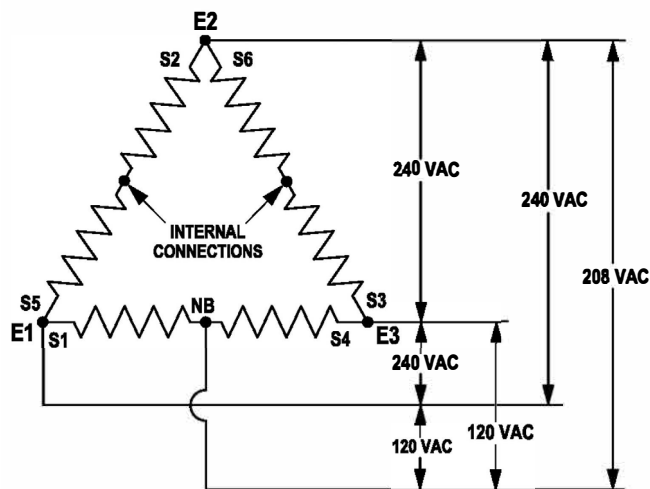 E2
S2 S6
240 VAC
240 VAC
208 VAC
INTERNAL
CONNECTIONS
S5 NB S3
E1 S1 S4 E3
240 VAC
120 VAC
120 VAC